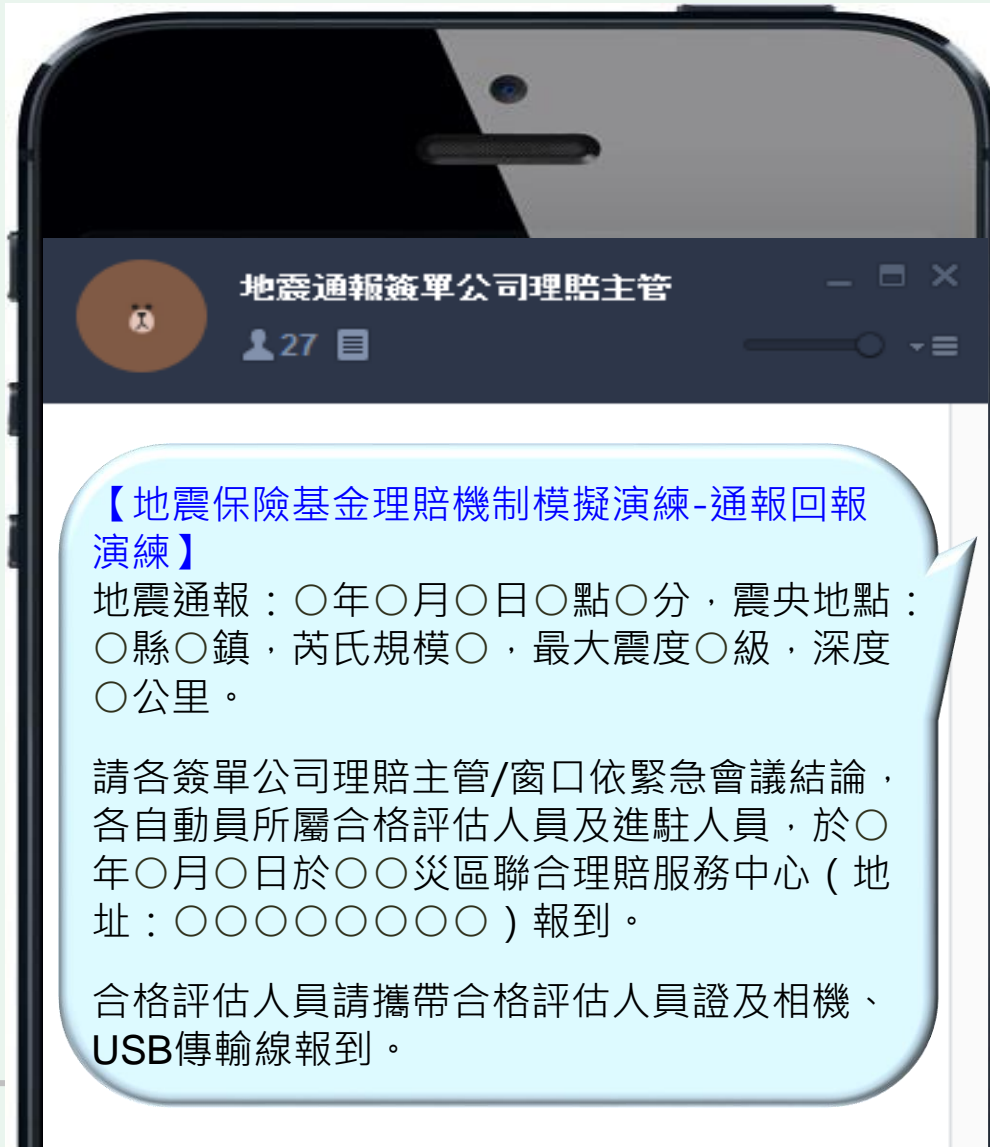 地震通報簽單公司理賠主管
27
【地震保險基金理賠機制模擬演練-通報回報
演練】
地震通報：○年○月○日○點○分，震央地點：
○縣○鎮，芮氏規模○，最大震度○級，深度
○公里。
請各簽單公司理賠主管/窗口依緊急會議結論，
各自動員所屬合格評估人員及進駐人員，於○
年○月○日於○○災區聯合理賠服務中心（地
址：○○○○○○○○）報到。
合格評估人員請攜帶合格評估人員證及相機、
USB傳輸線報到。